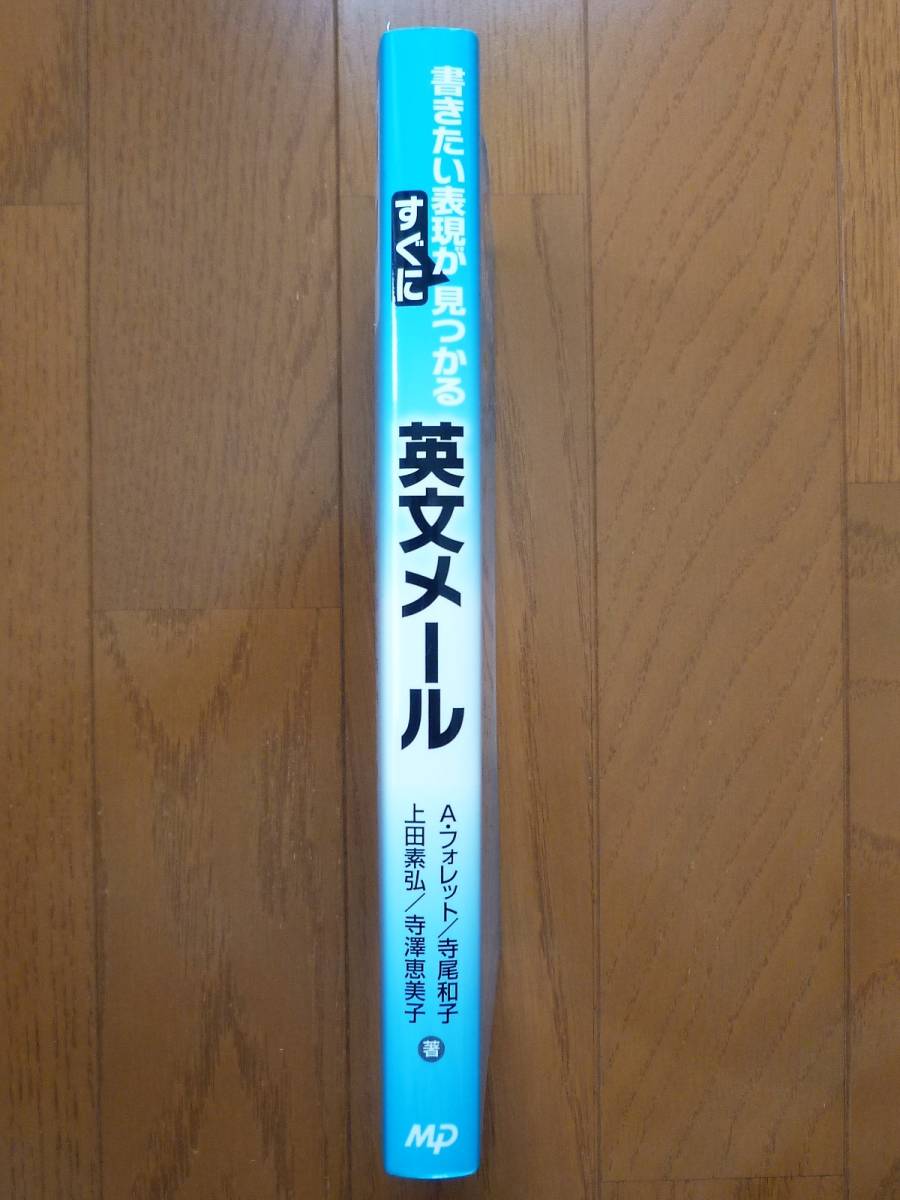 書きたい表現が見つかる
すぐに
英文メール
A・フォレット／寺尾和子
上田素弘／寺澤恵美子
著
MP